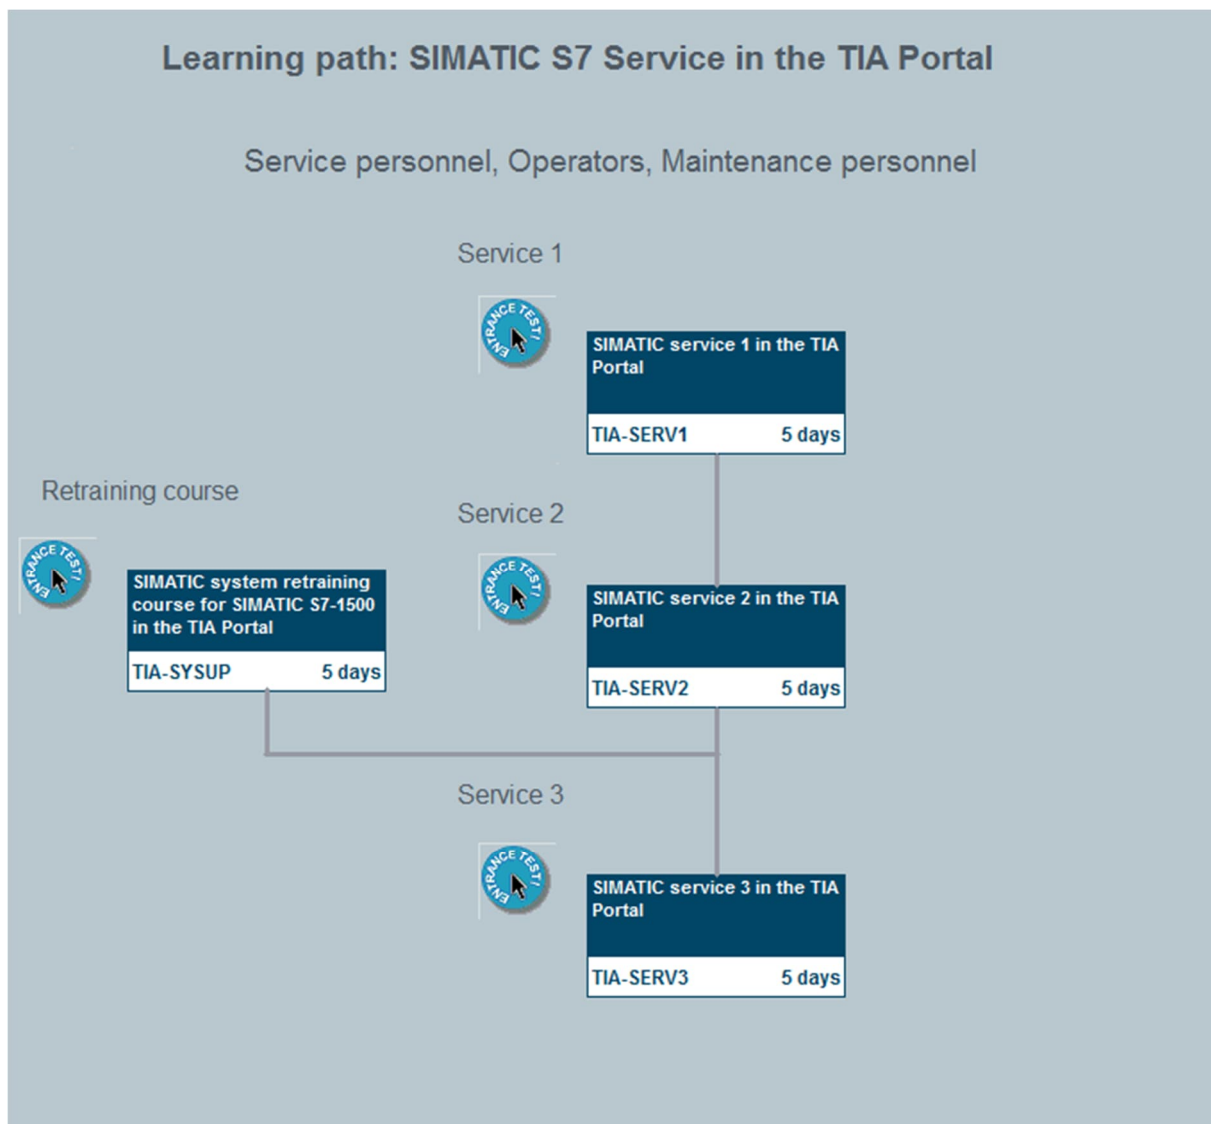 Learning path: SIMATIC S7 Service in the TIA Portal
Service personnel, Operators, Maintenance personnel
Service 1
ENTRANCE TEST!
SIMATIC service 1 in the TIA
Portal
TIA-SERV1 5 days
Retraining course
ENTRANCE TEST!
SIMATIC system retraining
course for SIMATIC S7-1500
in the TIA Portal
TIA-SYSUP 5 days
Service 2
ENTRANCE TEST!
SIMATIC service 2 in the TIA
Portal
TIA-SERV2 5 days
Service 3
ENTRANCE TEST!
SIMATIC service 3 in the TIA
Portal
TIA-SERV3 5 days